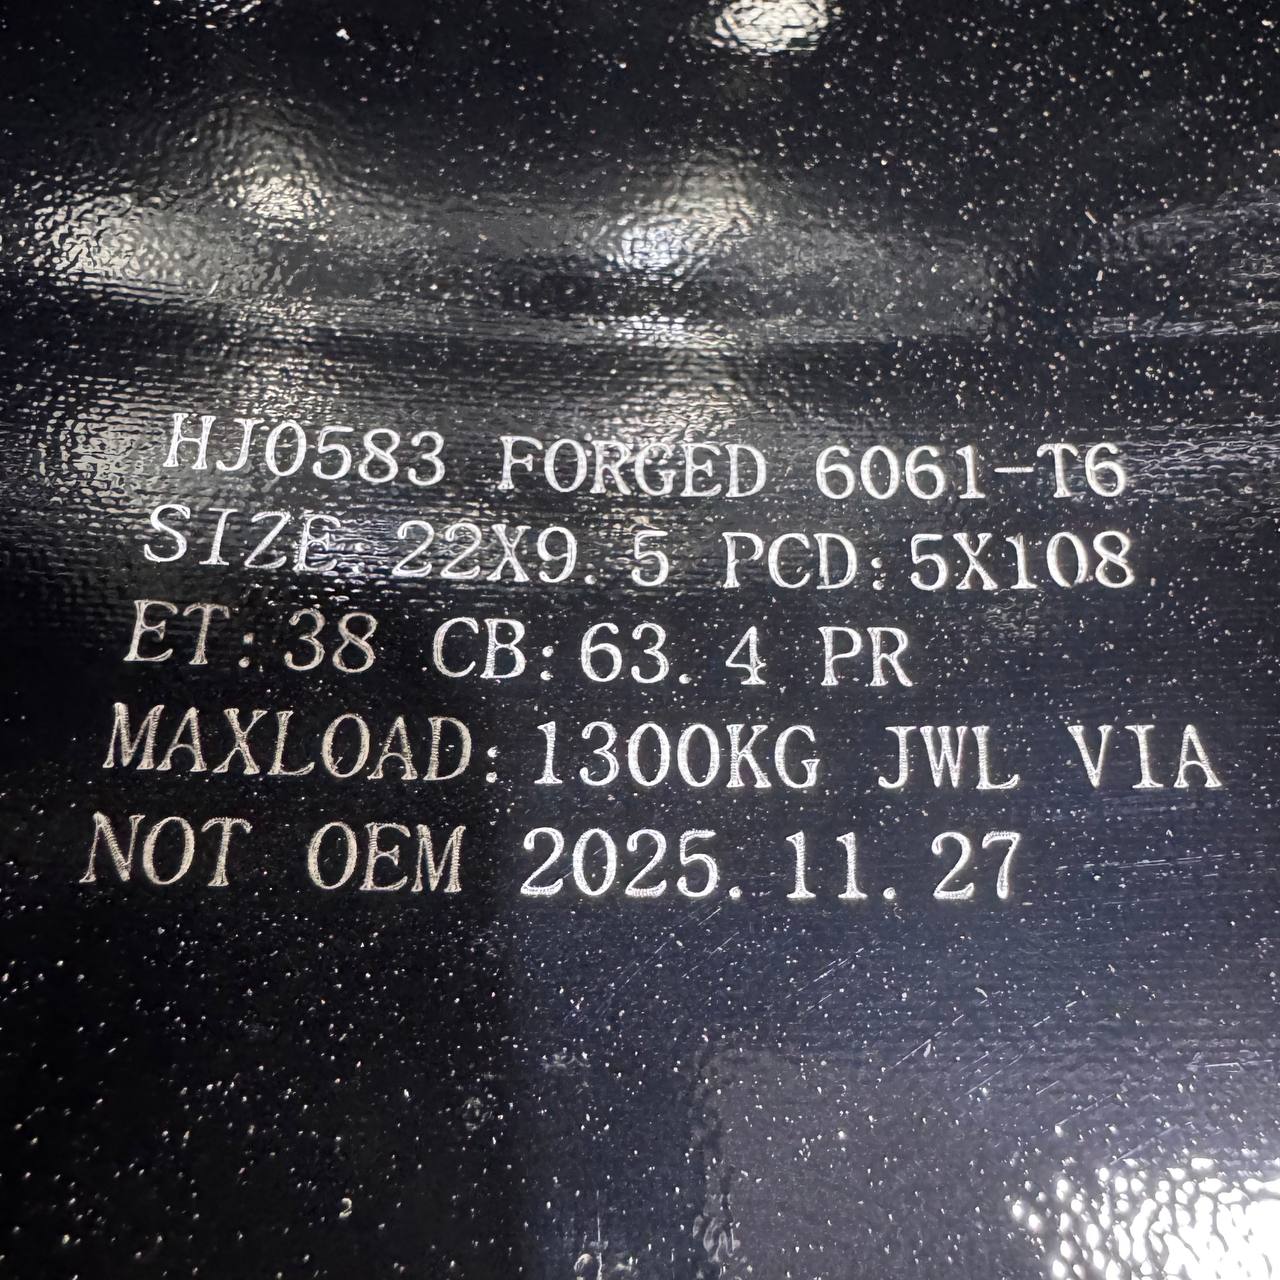 HJ0583 FORGED 6061-T6
SIZE:22X9.5 PCD:5X108
ET:38 CB:63.4 PR
MAXLOAD:1300KG JWL VIA
NOT OEM 2025.11.27